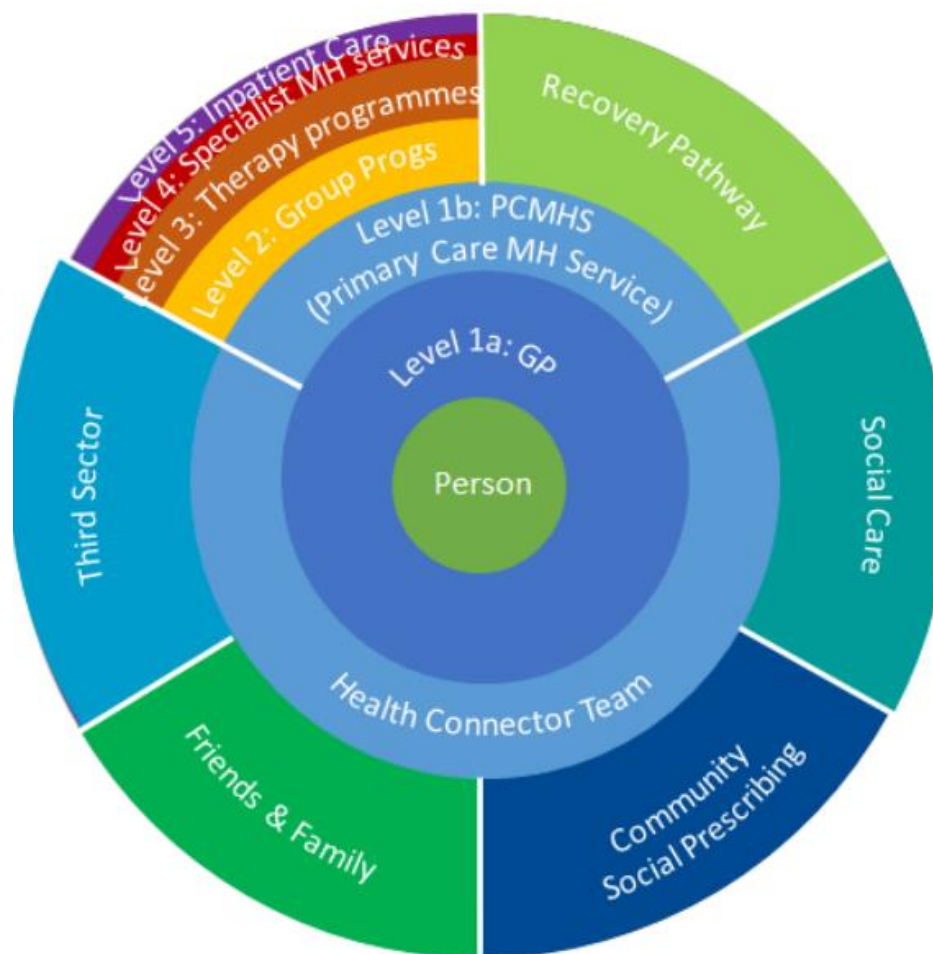 Level 5: Inpatient Care
Level 4: Specialist MH services
Level 3: Therapy programmes
Level 2: Group Progs
Recovery Pathway
Level 1b: PCMHS
(Primary Care MH Service)
Level 1a: GP
Person
Third Sector
Social Care
Health Connector Team
Friends & Family
Community
Social Prescribing